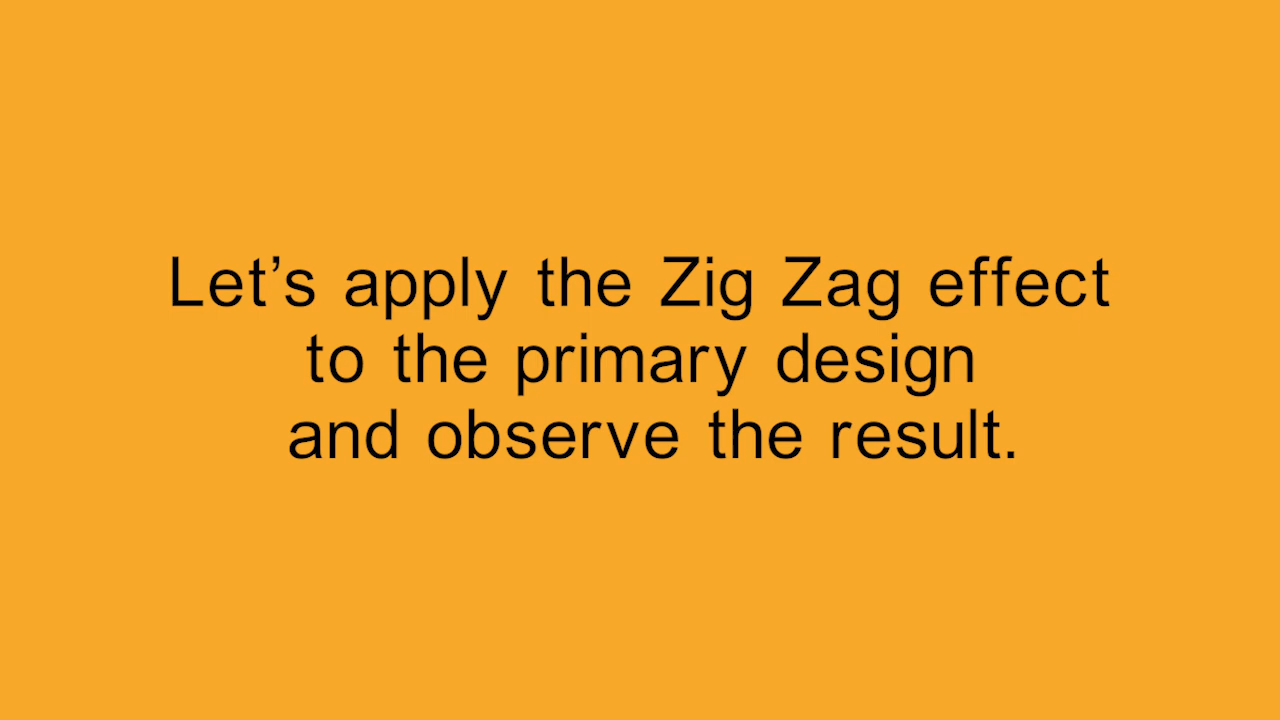 Let’s apply the Zig Zag effect
to the primary design
and observe the result.